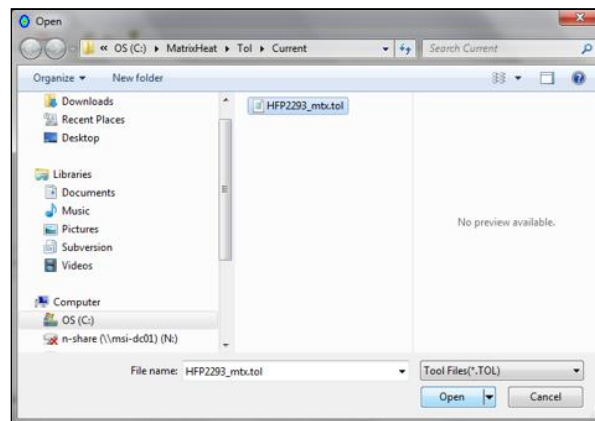 Open
« OS (C:) ▸ MatrixHeat ▸ Tol ▸ Current
Search Current
Organize ▾ New folder
Downloads
Recent Places
Desktop
Libraries
Documents
Music
Pictures
Subversion
Videos
Computer
OS (C:)
n-share (\\msi-dc01) (N:)
HFP2293_mtx.tol
No preview available.
File name: HFP2293_mtx.tol
Tool Files(*.TOL)
Open
Cancel